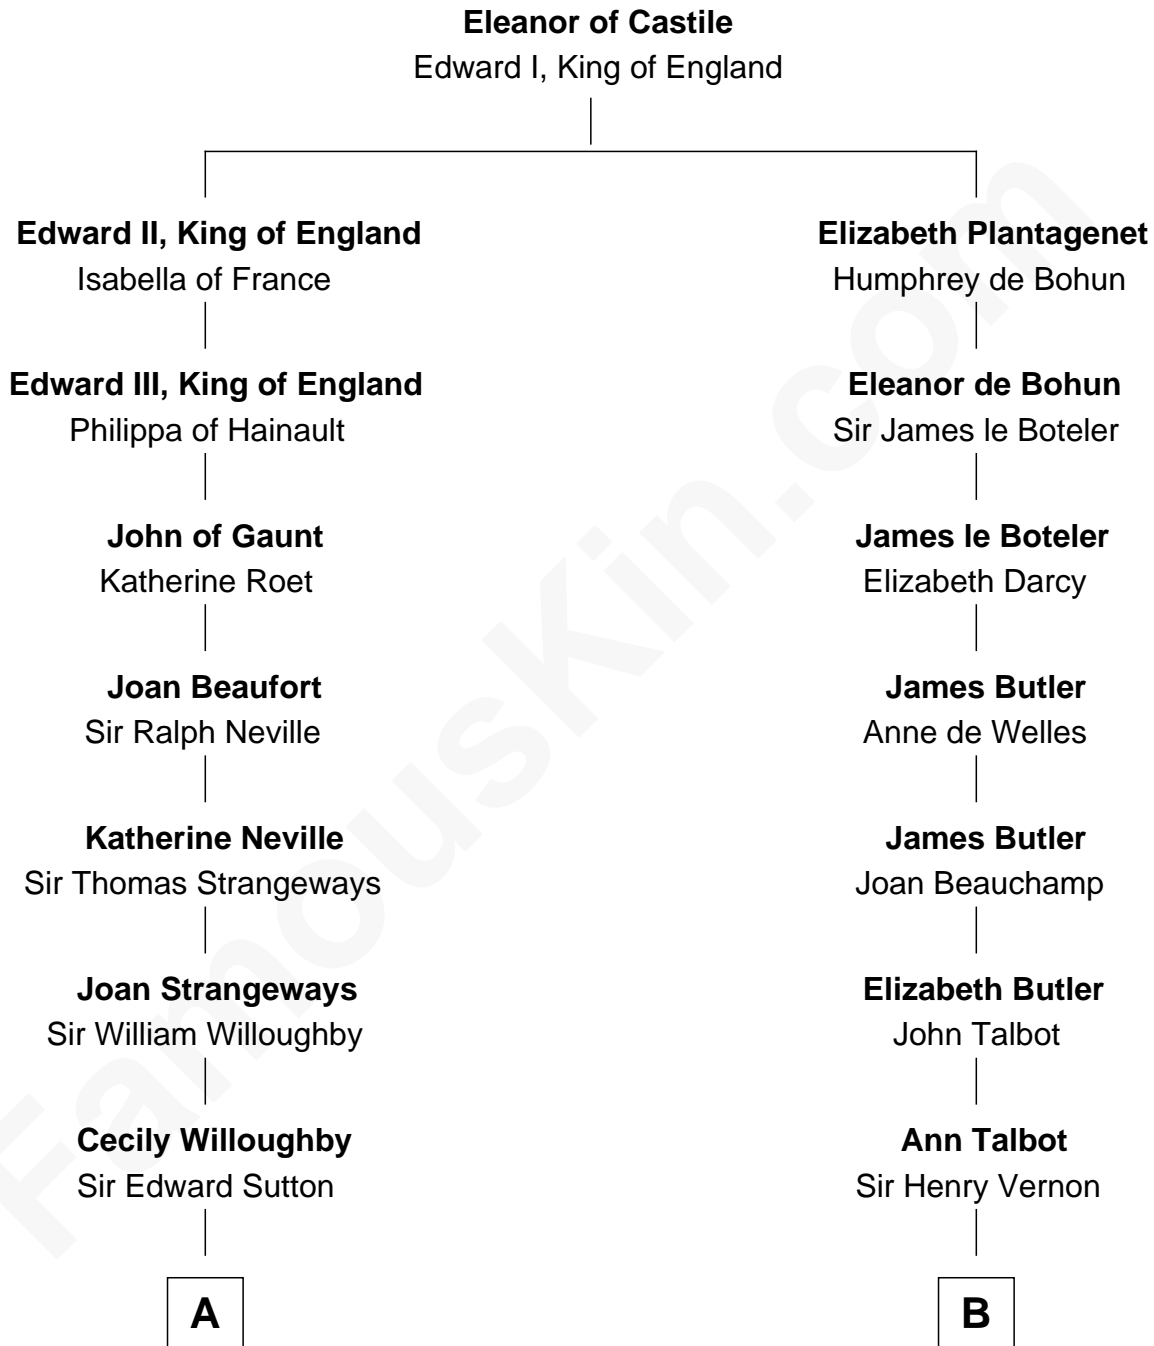 Eleanor of Castile
Edward I, King of England
Edward II, King of England
Isabella of France
Elizabeth Plantagenet
Humphrey de Bohun
Edward III, King of England
Philippa of Hainault
Eleanor de Bohun
Sir James le Boteler
John of Gaunt
Katherine Roet
James le Boteler
Elizabeth Darcy
Joan Beaufort
Sir Ralph Neville
James Butler
Anne de Welles
Katherine Neville
Sir Thomas Strangeways
James Butler
Joan Beauchamp
Joan Strangeways
Sir William Willoughby
Elizabeth Butler
John Talbot
Cecily Willoughby
Sir Edward Sutton
Ann Talbot
Sir Henry Vernon
A
B
FamousKin.com